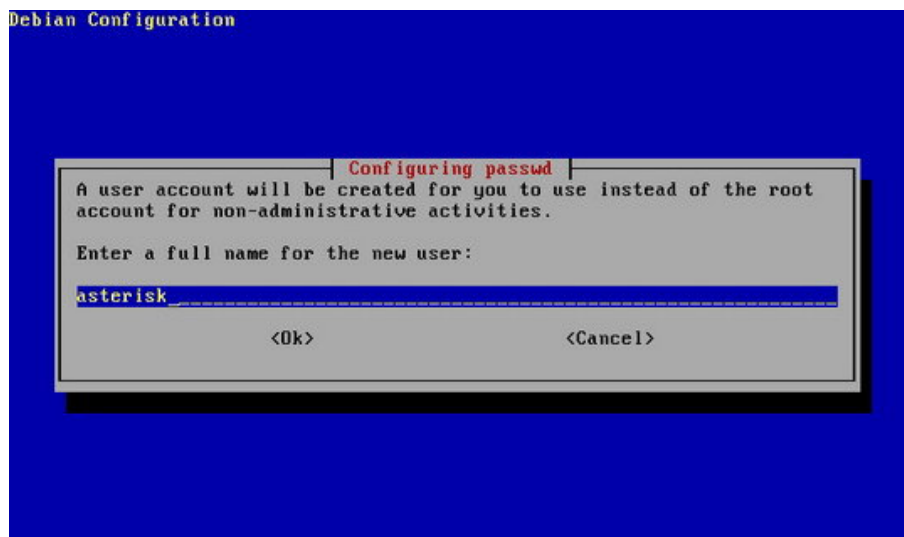 Debian Configuration
Configuring passwd
A user account will be created for you to use instead of the root
account for non-administrative activities.
Enter a full name for the new user:
asterisk
<Ok> <Cancel>